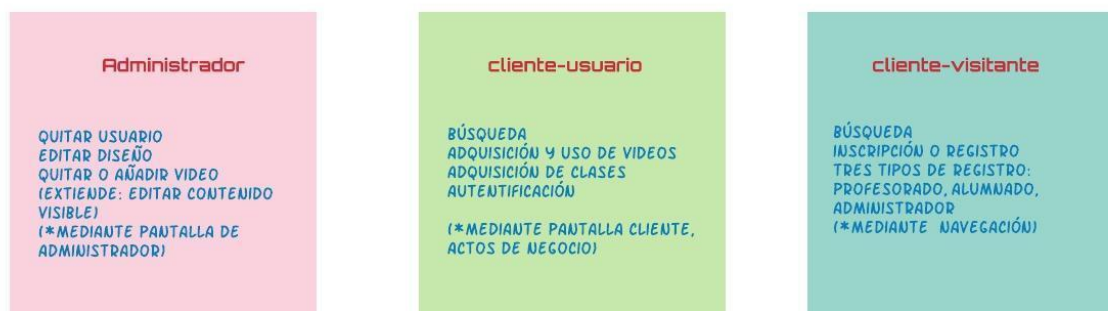 Administrador
QUITAR USUARIO
EDITAR DISEÑO
QUITAR O AÑADIR VIDEO
(EXTIENDE: EDITAR CONTENIDO
VISIBLE)
(*MEDIANTE PANTALLA DE
ADMINISTRADOR)
cliente-usuario
BÚSQUEDA
ADQUISICIÓN Y USO DE VIDEOS
ADQUISICIÓN DE CLASES
AUTENTIFICACIÓN
(*MEDIANTE PANTALLA CLIENTE,
ACTOS DE NEGOCIO)
cliente-visitante
BÚSQUEDA
INSCRIPCIÓN O REGISTRO
TRES TIPOS DE REGISTRO:
PROFESORADO, ALUMNADO,
ADMINISTRADOR
(*MEDIANTE NAVEGACIÓN)